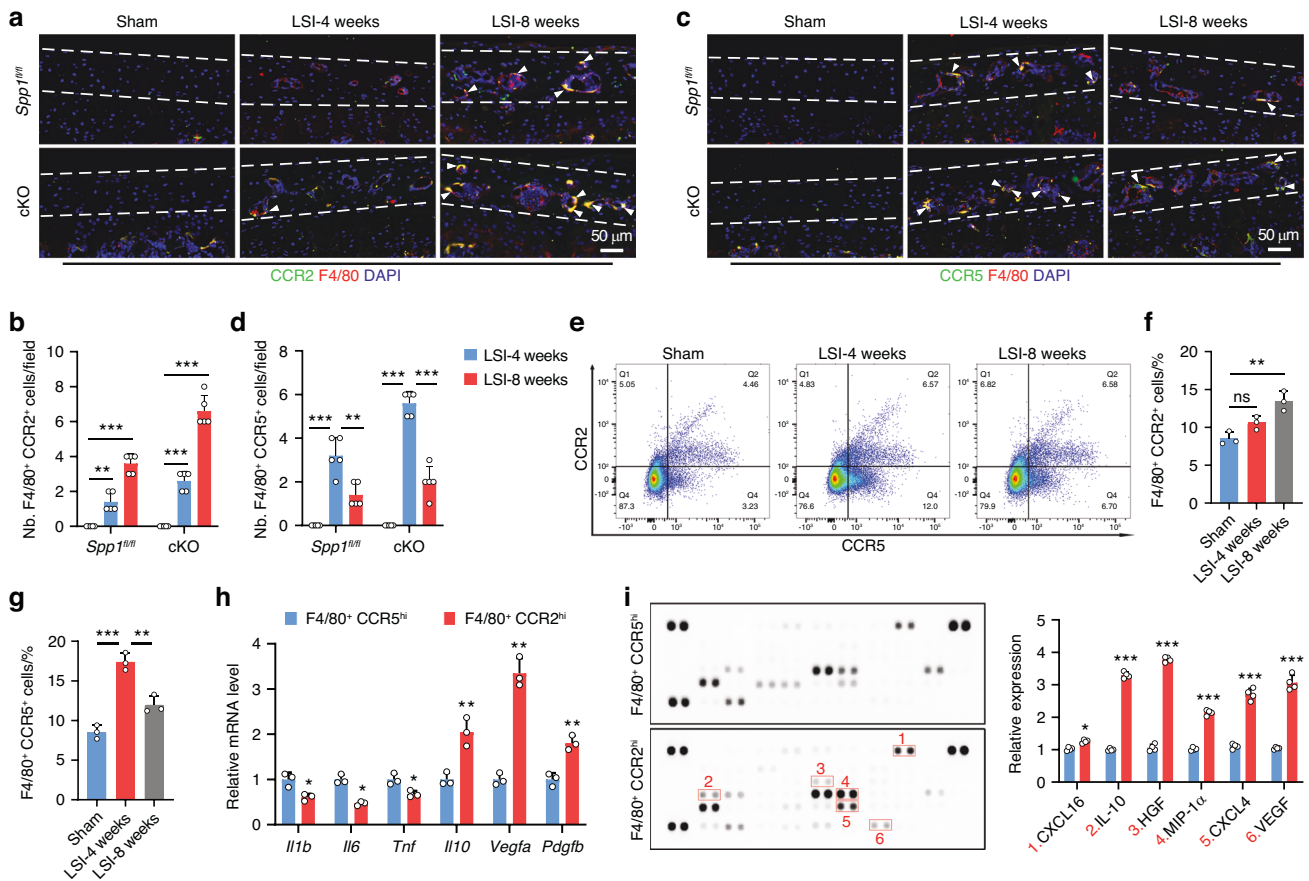 a
Sham
LSI-4 weeks
LSI-8 weeks
Spp1fl/fl
cKO
50 μm
CCR2 F4/80 DAPI
c
Sham
LSI-4 weeks
LSI-8 weeks
Spp1fl/fl
cKO
50 μm
CCR5 F4/80 DAPI
b
Nb. F4/80+ CCR2+ cells/field
10
8
6
4
2
0
***
**
***
***
Spp1fl/fl
cKO
d
Nb. F4/80+ CCR5+ cells/field
8
6
4
2
0
***
**
***
***
Spp1fl/fl
cKO
LSI-4 weeks
LSI-8 weeks
e
Sham
LSI-4 weeks
LSI-8 weeks
CCR2
10⁴
10³
10²
-10²
Q1
5.05
Q2
4.46
Q4
87.3
Q4
3.23
-10² 10² 10³ 10⁴ 10⁵
Q1
4.83
Q2
6.57
Q4
76.6
Q4
12.0
Q1
6.82
Q2
6.58
Q4
79.9
Q4
6.70
CCR5
f
F4/80+ CCR2+ cells/%
20
15
10
5
0
**
ns
Sham
LSI-4 weeks
LSI-8 weeks
g
F4/80+ CCR5+ cells/%
20
15
10
5
0
***
**
Sham
LSI-4 weeks
LSI-8 weeks
h
F4/80+ CCR5hi
F4/80+ CCR2hi
Relative mRNA level
4
3
2
1
0
*
*
*
**
**
**
Il1b
Il6
Tnf
Il10
Vegfa
Pdgfb
i
F4/80+ CCR5hi
F4/80+ CCR2hi
1
2
3
4
5
6
Relative expression
5
4
3
2
1
0
*
***
***
***
***
***
1.CXCL16
2.IL-10
3.HGF
4.MIP-1α
5.CXCL4
6.VEGF